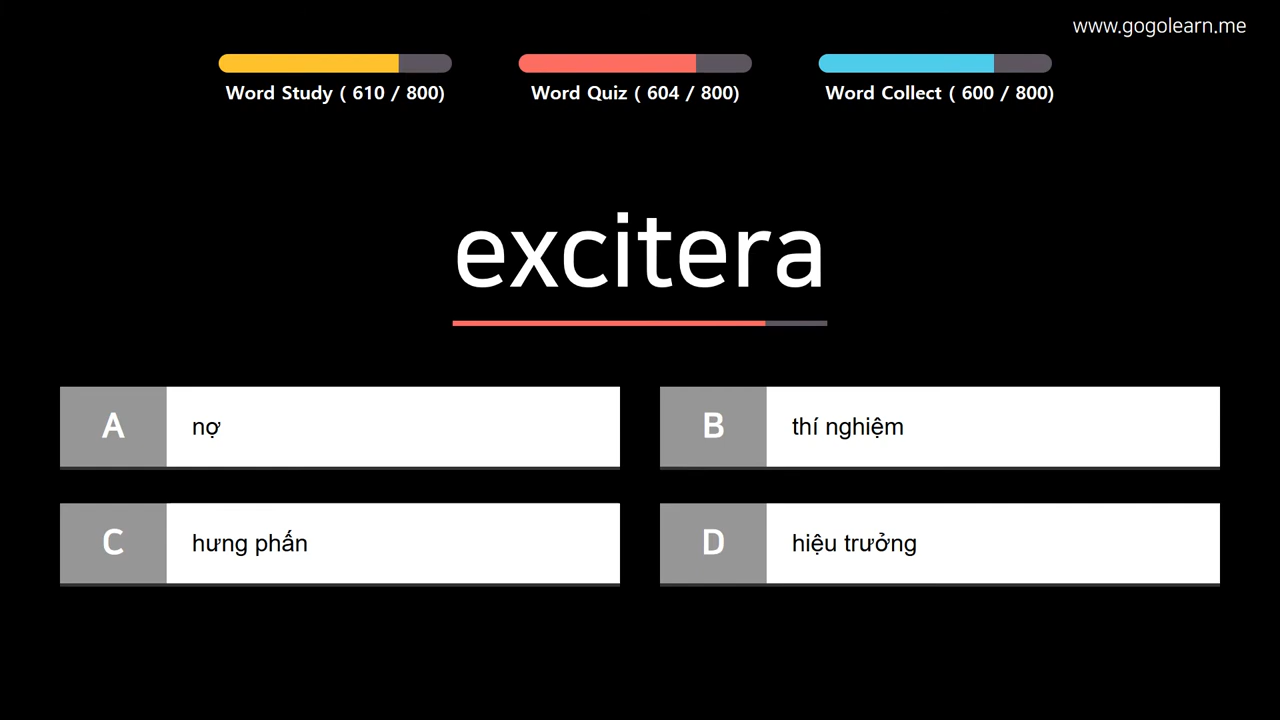 www.gogolearn.me
Word Study ( 610 / 800)
Word Quiz ( 604 / 800)
Word Collect ( 600 / 800)
excitera
A
nợ
B
thí nghiệm
C
hưng phấn
D
hiệu trưởng